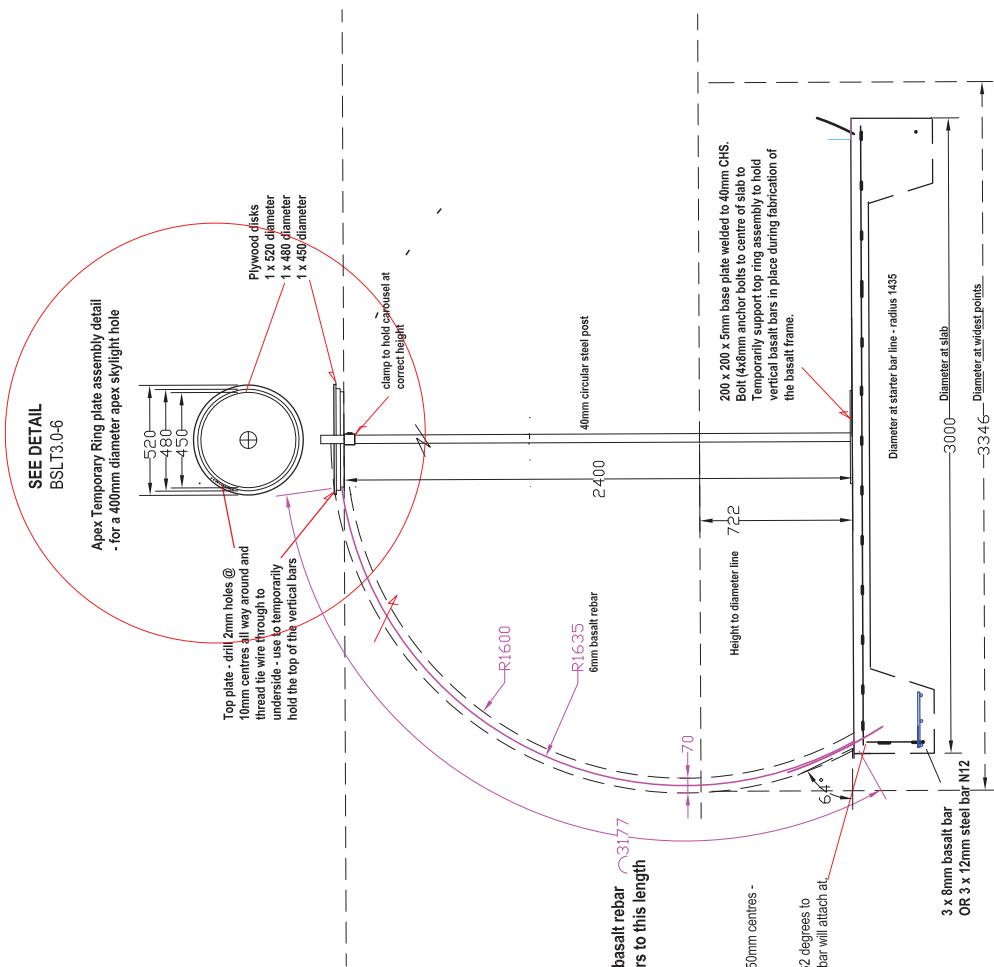 SEE DETAIL
BSLT3.0-6
Apex Temporary Ring plate assembly detail
- for a 400mm diameter apex skylight hole
520
480
450
Plywood disks
1 x 520 diameter
1 x 480 diameter
1 x 450 diameter
Top plate - drill 2mm holes @
10mm centres all way around and
thread tie wire through to
underside - use to temporarily
hold the top of the vertical bars
clamp to hold carousel at
correct height
40mm circular steel post
2400
722
Height to diameter line
R1600
R1635
6mm basalt rebar
70
3177
basalt rebar
rs to this length
200 x 200 x 5mm base plate welded to 40mm CHS.
Bolt (4x8mm anchor bolts to centre of slab to
Temporarily support top ring assembly to hold
vertical basalt bars in place during fabrication of
the basalt frame.
Diameter at starter bar line - radius 1435
Diameter at slab
3000
Diameter at widest points
3346
64°
50mm centres -
2 degrees to
bar will attach at
3 x 8mm basalt bar
OR 3 x 12mm steel bar N12